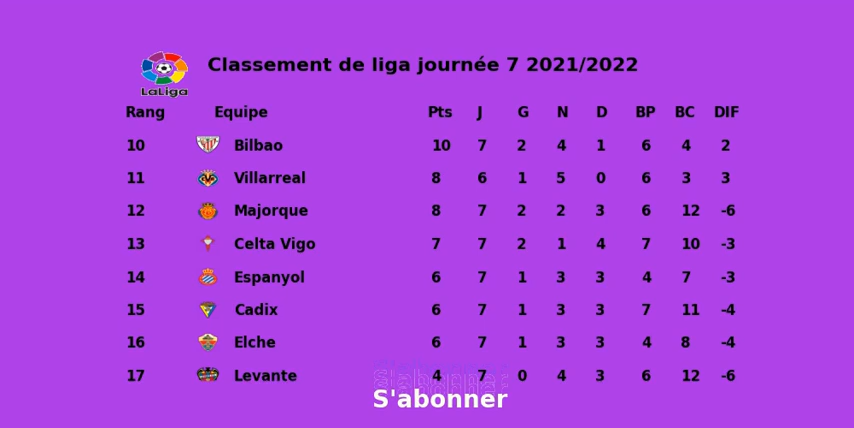 Classement de liga journée 7 2021/2022
LaLiga
Rang Equipe Pts J G N D BP BC DIF
10 Bilbao 10 7 2 4 1 6 4 2
11 Villarreal 8 6 1 5 0 6 3 3
12 Majorque 8 7 2 2 3 6 12 -6
13 Celta Vigo 7 7 2 1 4 7 10 -3
14 Espanyol 6 7 1 3 3 4 7 -3
15 Cadix 6 7 1 3 3 7 11 -4
16 Elche 6 7 1 3 3 4 8 -4
17 Levante 4 7 0 4 3 6 12 -6
S'abonner